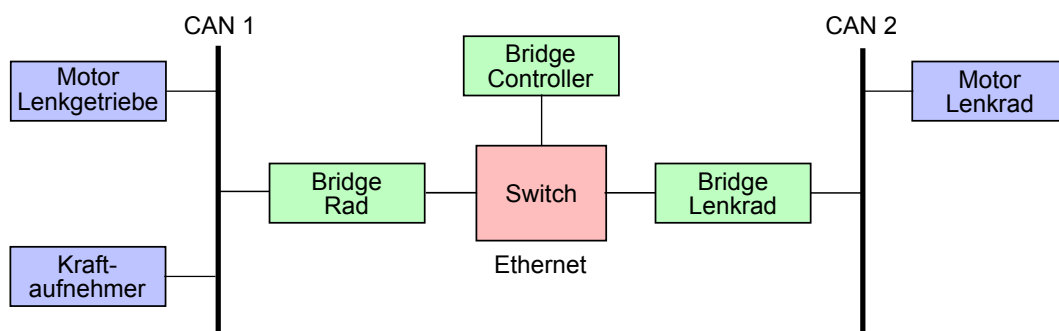 CAN 1
CAN 2
Motor
Lenkgetriebe
Bridge
Controller
Motor
Lenkrad
Bridge
Rad
Switch
Bridge
Lenkrad
Ethernet
Kraft-
aufnehmer